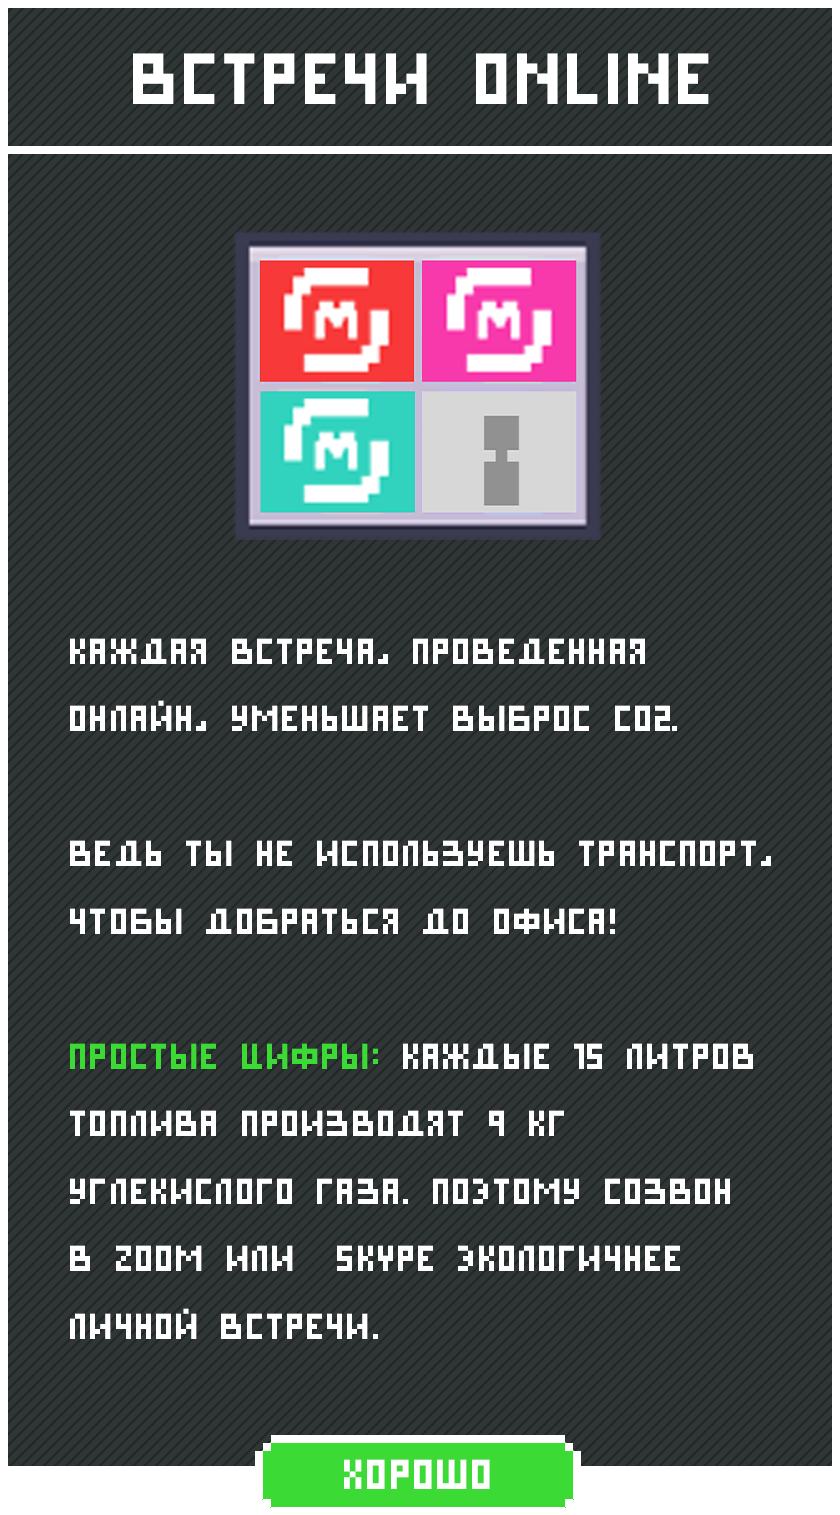 ВСТРЕЧИ ONLINE
М М
М
КАЖДАЯ ВСТРЕЧА, ПРОВЕДЕННАЯ
ОНЛАЙН, УМЕНЬШАЕТ ВЫБРОС СО2.
ВЕДЬ ТЫ НЕ ИСПОЛЬЗУЕШЬ ТРАНСПОРТ,
ЧТОБЫ ДОБРАТЬСЯ ДО ОФИСА!
ПРОСТЫЕ ЦИФРЫ: КАЖДЫЕ 15 ЛИТРОВ
ТОПЛИВА ПРОИЗВОДЯТ 9 КГ
УГЛЕКИСЛОГО ГАЗА. ПОЭТОМУ СОЗВОН
В ZOOM ИЛИ SKYPE ЭКОЛОГИЧНЕЕ
ЛИЧНОЙ ВСТРЕЧИ.
ХОРОШО